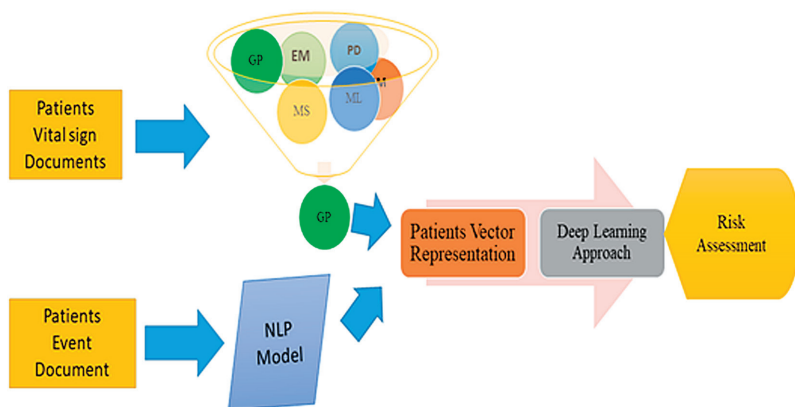 GP
EM
PD
MS
ML
M
Patients
Vital sign
Documents
GP
Patients Vector
Representation
Deep Learning
Approach
Risk
Assessment
Patients
Event
Document
NLP
Model